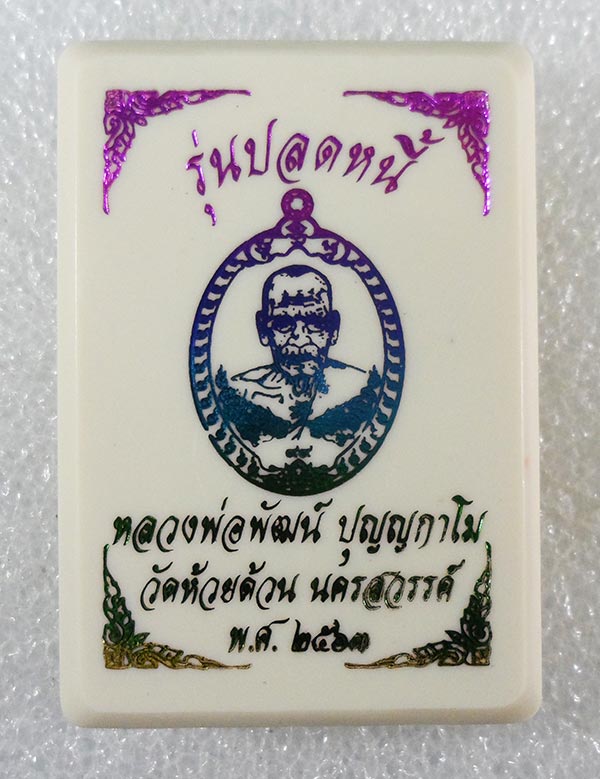 รุ่นปลดหนี้
๙๙
หลวงพ่อพัฒน์ ปุญญกาโม
วัดห้วยด้วน นครสวรรค์
พ.ศ. ๒๕๖๓